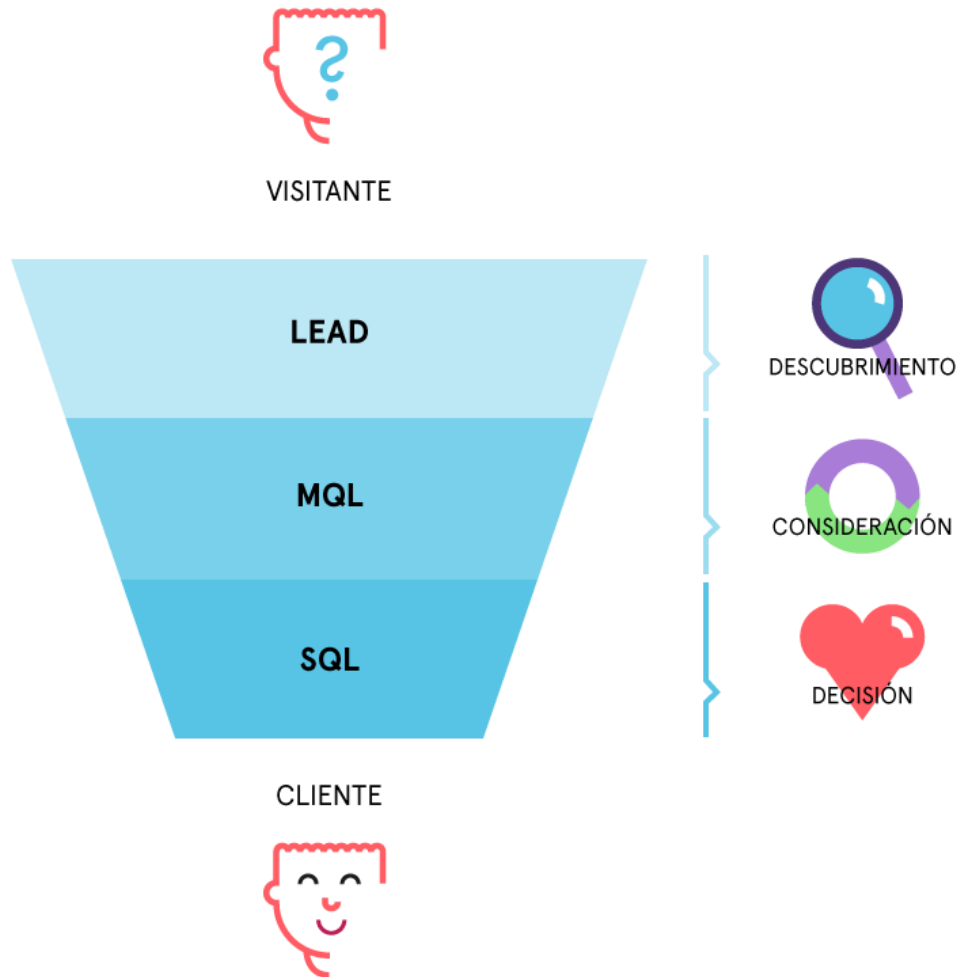 VISITANTE
LEAD
DESCUBRIMIENTO
MQL
CONSIDERACIÓN
SQL
DECISIÓN
CLIENTE